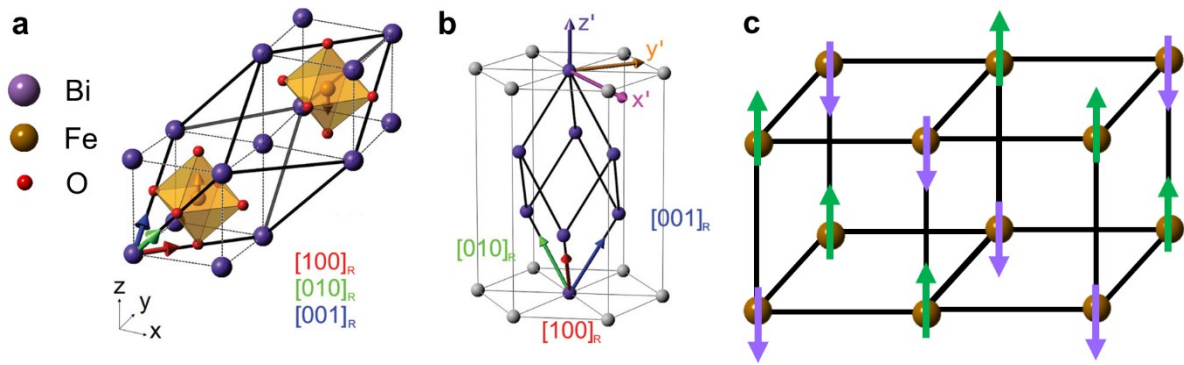 a
Bi
Fe
O
[100]R
[010]R
[001]R
z
y
x
b
z'
y'
x'
[001]R
[010]R
[100]R
c